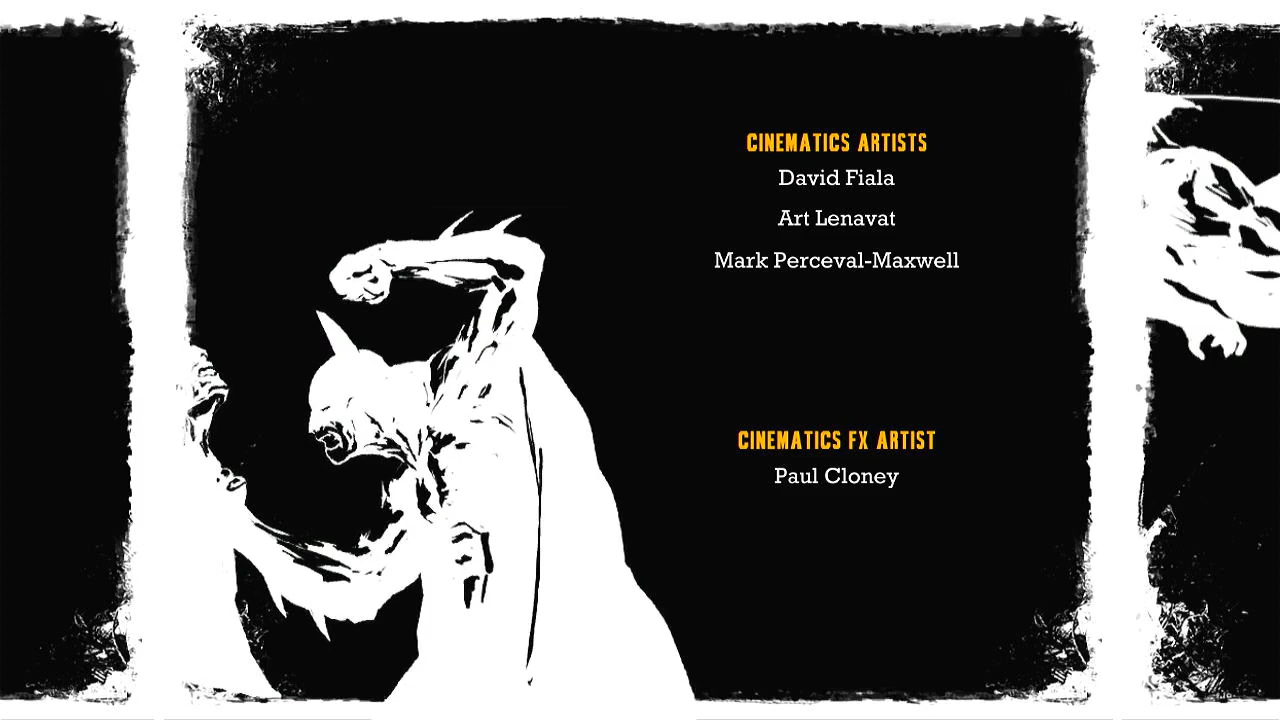 CINEMATICS ARTISTS
David Fiala
Art Lenavat
Mark Perceval-Maxwell
CINEMATICS FX ARTIST
Paul Cloney